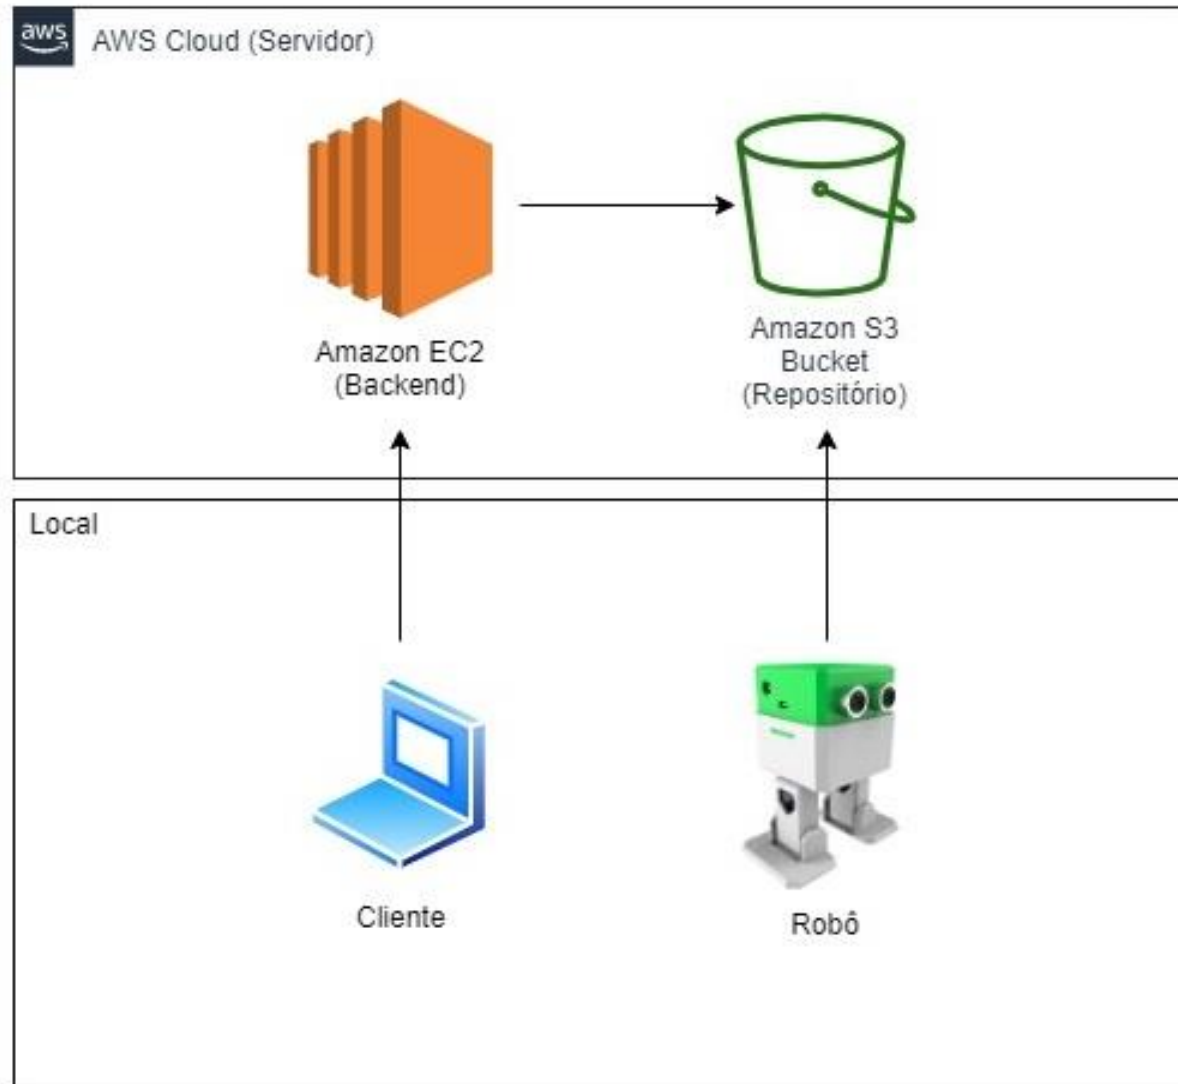 aws
AWS Cloud (Servidor)
Amazon EC2
(Backend)
Amazon S3
Bucket
(Repositório)
Local
Cliente
Robô